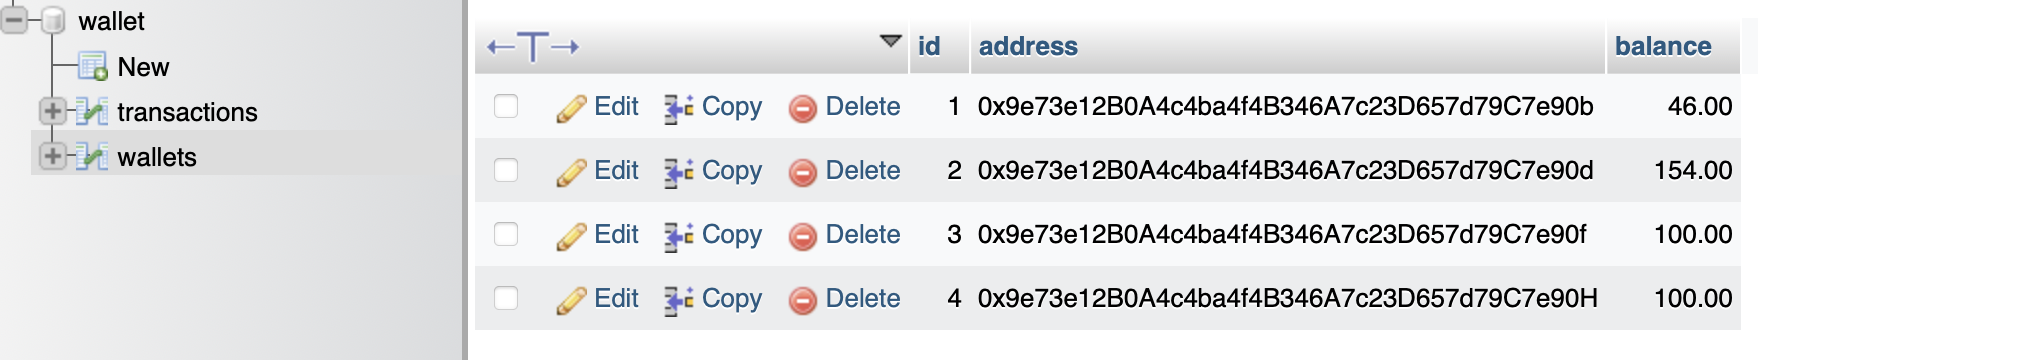 wallet
New
transactions
wallets
←T→ id address balance
Edit Copy Delete 1 0x9e73e12B0A4c4ba4f4B346A7c23D657d79C7e90b 46.00
Edit Copy Delete 2 0x9e73e12B0A4c4ba4f4B346A7c23D657d79C7e90d 154.00
Edit Copy Delete 3 0x9e73e12B0A4c4ba4f4B346A7c23D657d79C7e90f 100.00
Edit Copy Delete 4 0x9e73e12B0A4c4ba4f4B346A7c23D657d79C7e90H 100.00